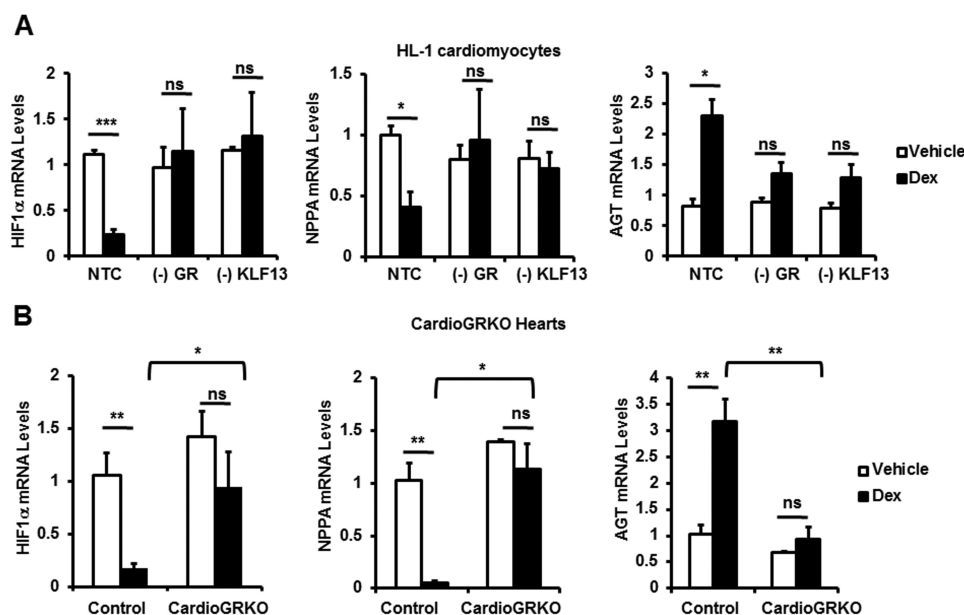 A
HL-1 cardiomyocytes
HIF1α mRNA Levels
2
1.5
1
0.5
0
***
ns
ns
NTC
(-) GR
(-) KLF13
NPPA mRNA Levels
1.5
1
0.5
0
*
ns
ns
NTC
(-) GR
(-) KLF13
AGT mRNA Levels
3
2.5
2
1.5
1
0.5
0
*
ns
ns
NTC
(-) GR
(-) KLF13
Vehicle
Dex
B
CardioGRKO Hearts
HIF1α mRNA Levels
2
1.5
1
0.5
0
*
**
ns
Control
CardioGRKO
NPPA mRNA Levels
2
1.5
1
0.5
0
*
**
ns
Control
CardioGRKO
AGT mRNA Levels
4
3.5
3
2.5
2
1.5
1
0.5
0
**
**
ns
Control
CardioGRKO
Vehicle
Dex